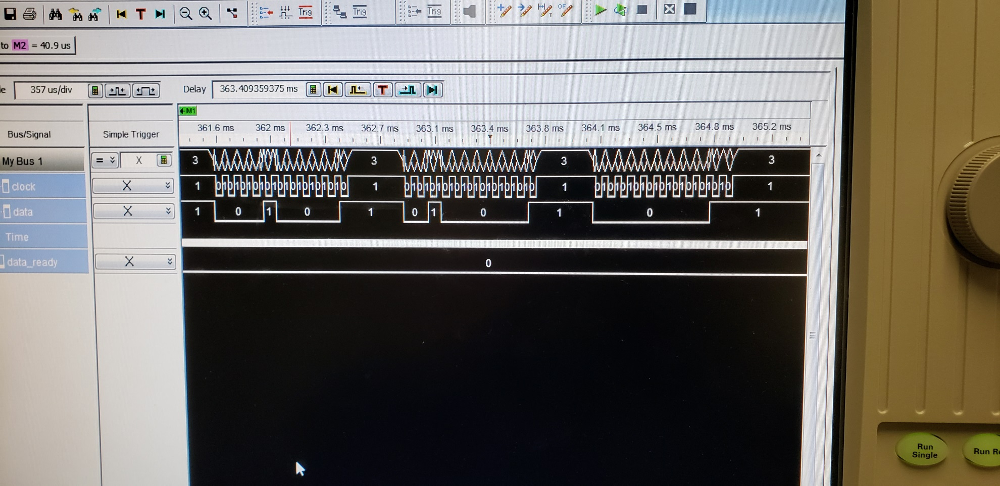 T
Trig
Trig
Trig
T
OF
to M2 = 40.9 us
357 us/div
Delay
363.409359375 ms
T
M1
Bus/Signal
Simple Trigger
361.6 ms
362 ms
362.3 ms
362.7 ms
363.1 ms
363.4 ms
363.8 ms
364.1 ms
364.5 ms
364.8 ms
365.2 ms
My Bus 1
=
X
3
3
3
3
clock
X
1
1
1
1
data
X
1
0
1
0
1
0
1
0
1
0
1
Time
data_ready
X
0
Run
Single
Run